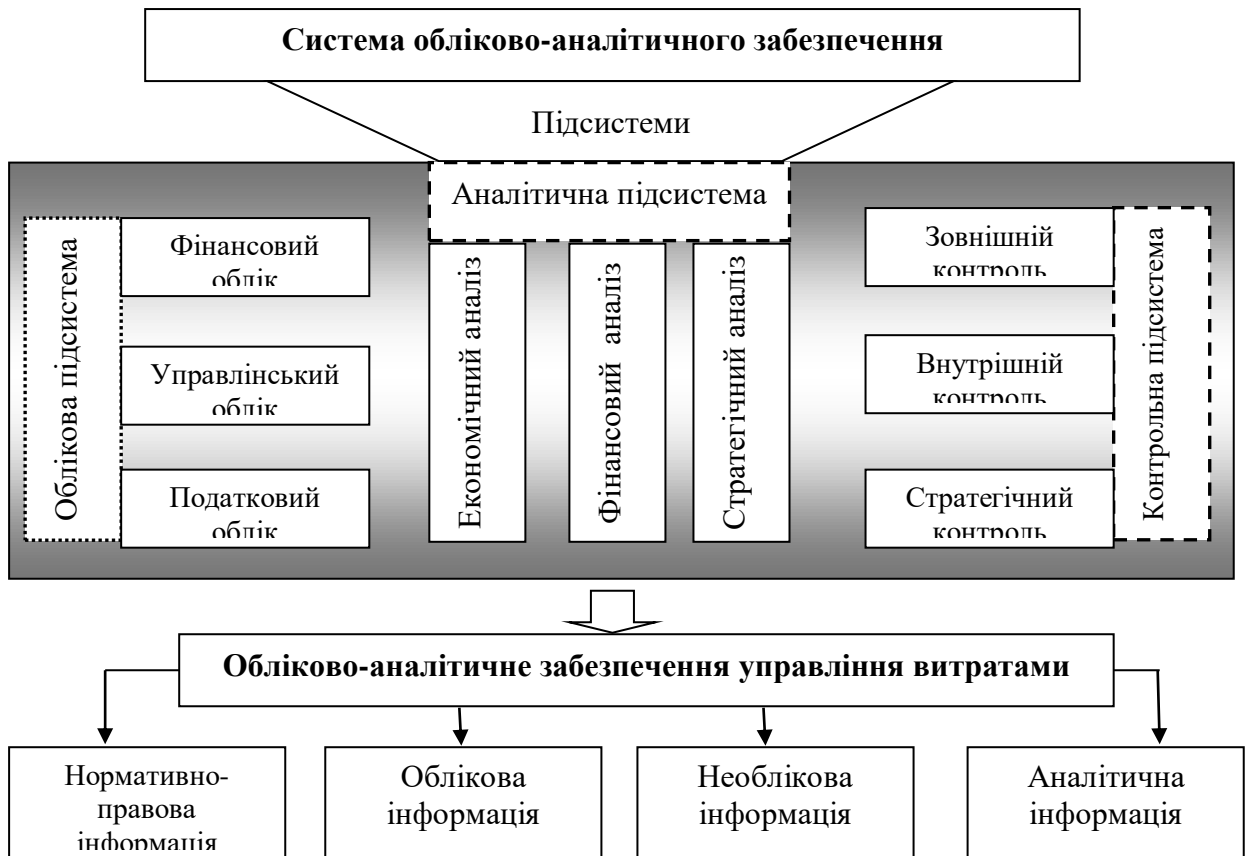 Система обліково-аналітичного забезпечення
Підсистеми
Аналітична підсистема
Облікова підсистема
Фінансовий
облік
Управлінський
облік
Податковий
облік
Економічний аналіз
Фінансовий аналіз
Стратегічний аналіз
Зовнішній
контроль
Внутрішній
контроль
Стратегічний
контроль
Контрольна підсистема
Обліково-аналітичне забезпечення управління витратами
Нормативно-
правова
інформація
Облікова
інформація
Необлікова
інформація
Аналітична
інформація